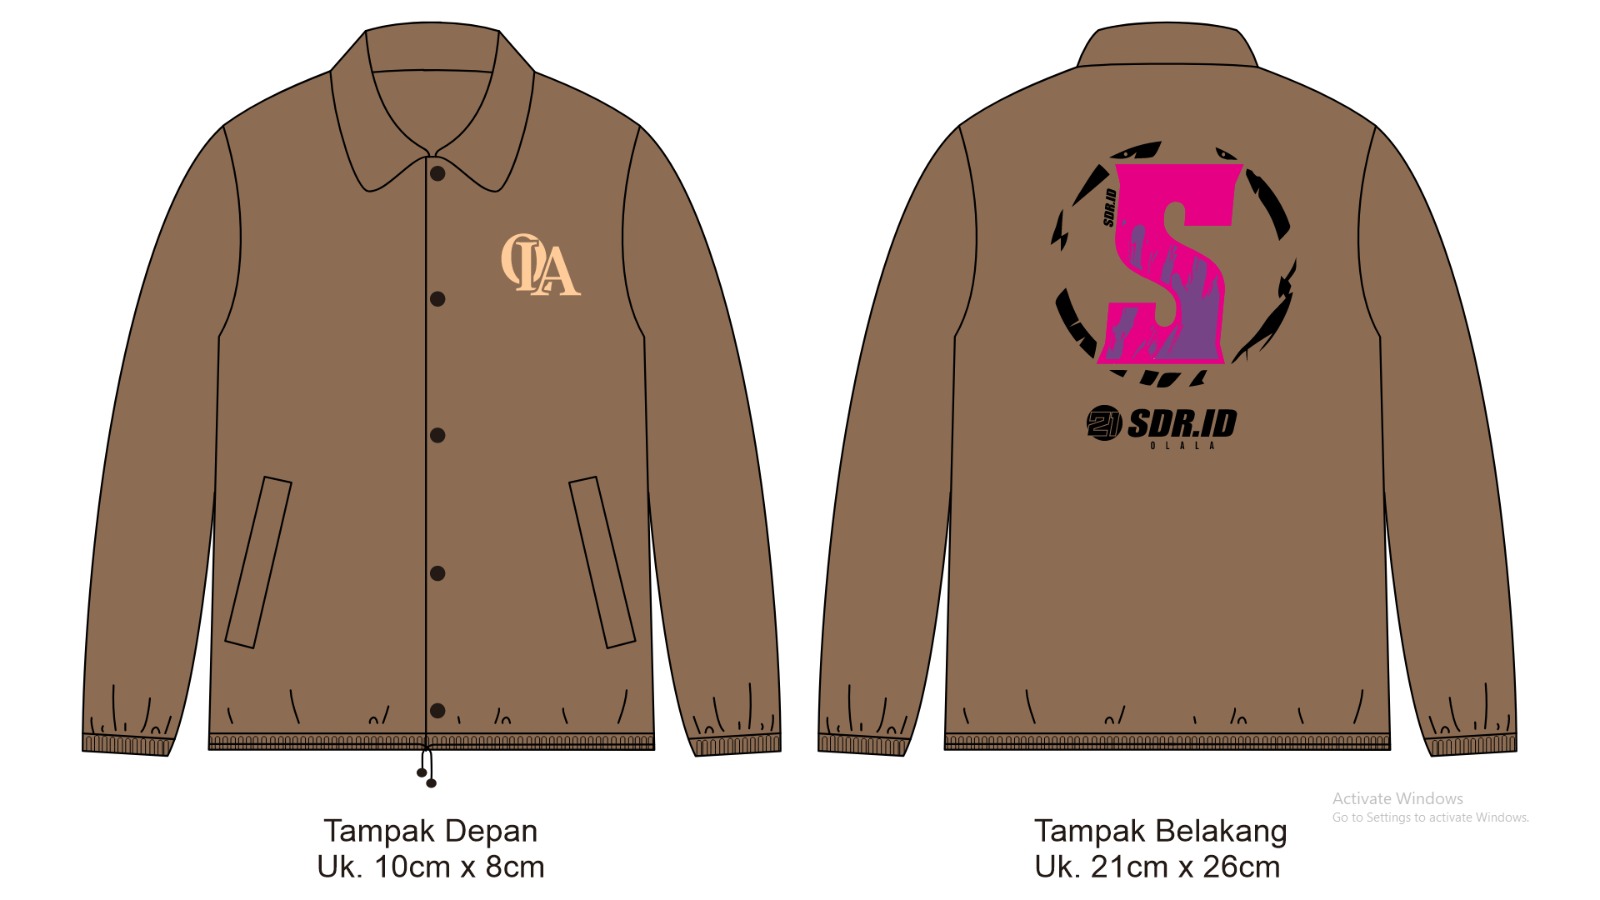 OLA
SDR.ID
S
21 SDR.ID
OLALA
Tampak Depan
Uk. 10cm x 8cm
Tampak Belakang
Uk. 21cm x 26cm
Activate Windows
Go to Settings to activate Windows.